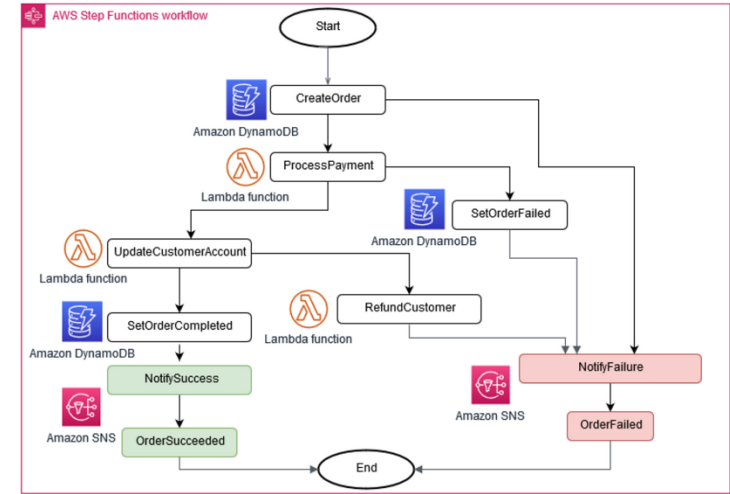 AWS Step Functions workflow
Start
CreateOrder
Amazon DynamoDB
ProcessPayment
Lambda function
SetOrderFailed
Amazon DynamoDB
UpdateCustomerAccount
Lambda function
RefundCustomer
Lambda function
SetOrderCompleted
Amazon DynamoDB
NotifySuccess
NotifyFailure
Amazon SNS
Amazon SNS
OrderSucceeded
OrderFailed
End